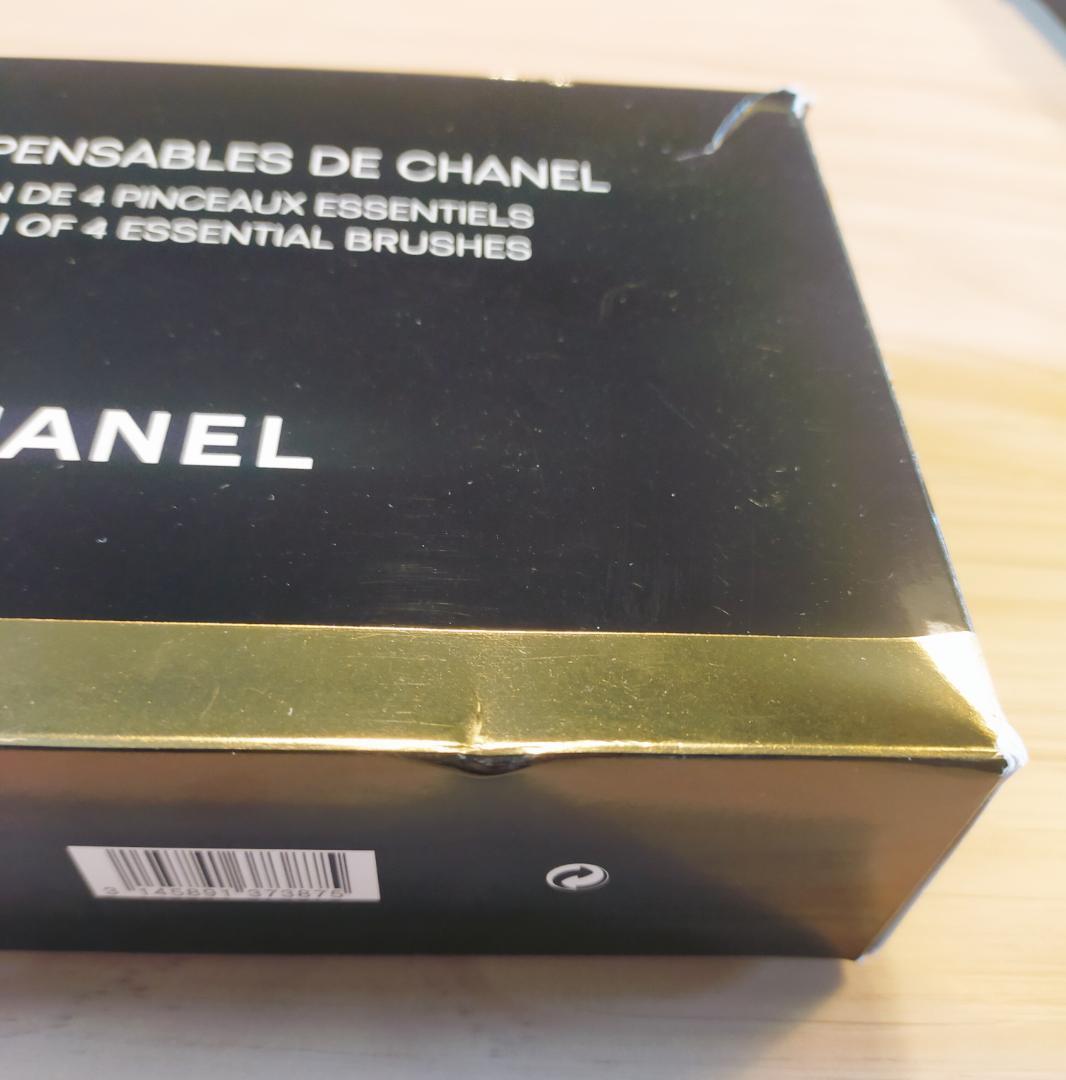 PENSABLES DE CHANEL
N DE 4 PINCEAUX ESSENTIELS
N OF 4 ESSENTIAL BRUSHES
HANEL
3 145891 373875